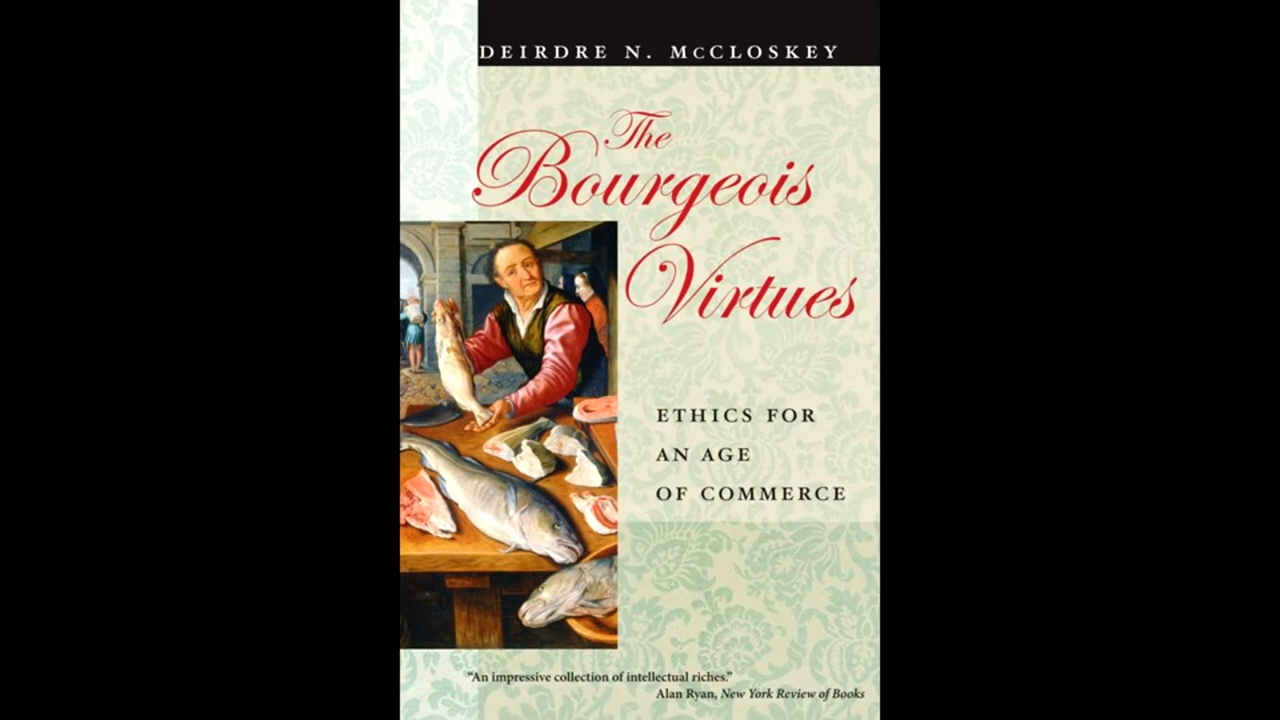 DEIRDRE N. McCLOSKEY
The
Bourgeois
Virtues
ETHICS FOR
AN AGE
OF COMMERCE
“An impressive collection of intellectual riches.”
Alan Ryan, New York Review of Books